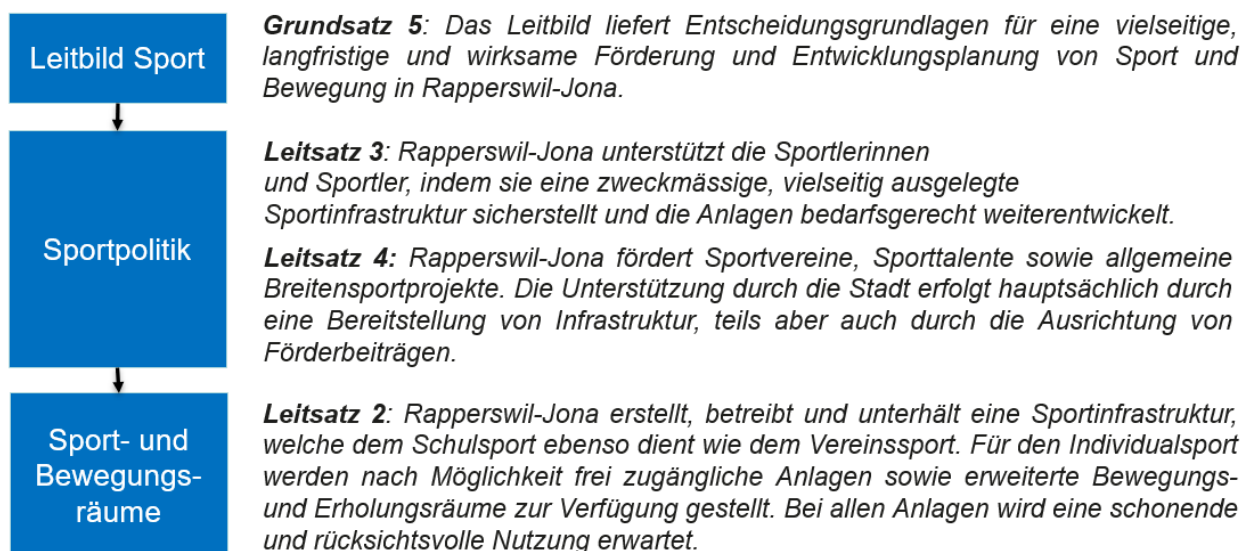 Leitbild Sport
Grundsatz 5: Das Leitbild liefert Entscheidungsgrundlagen für eine vielseitige,
langfristige und wirksame Förderung und Entwicklungsplanung von Sport und
Bewegung in Rapperswil-Jona.
Sportpolitik
Leitsatz 3: Rapperswil-Jona unterstützt die Sportlerinnen
und Sportler, indem sie eine zweckmässige, vielseitig ausgelegte
Sportinfrastruktur sicherstellt und die Anlagen bedarfsgerecht weiterentwickelt.
Leitsatz 4: Rapperswil-Jona fördert Sportvereine, Sporttalente sowie allgemeine
Breitensportprojekte. Die Unterstützung durch die Stadt erfolgt hauptsächlich durch
eine Bereitstellung von Infrastruktur, teils aber auch durch die Ausrichtung von
Förderbeiträgen.
Sport- und
Bewegungs-
räume
Leitsatz 2: Rapperswil-Jona erstellt, betreibt und unterhält eine Sportinfrastruktur,
welche dem Schulsport ebenso dient wie dem Vereinssport. Für den Individualsport
werden nach Möglichkeit frei zugängliche Anlagen sowie erweiterte Bewegungs-
und Erholungsräume zur Verfügung gestellt. Bei allen Anlagen wird eine schonende
und rücksichtsvolle Nutzung erwartet.